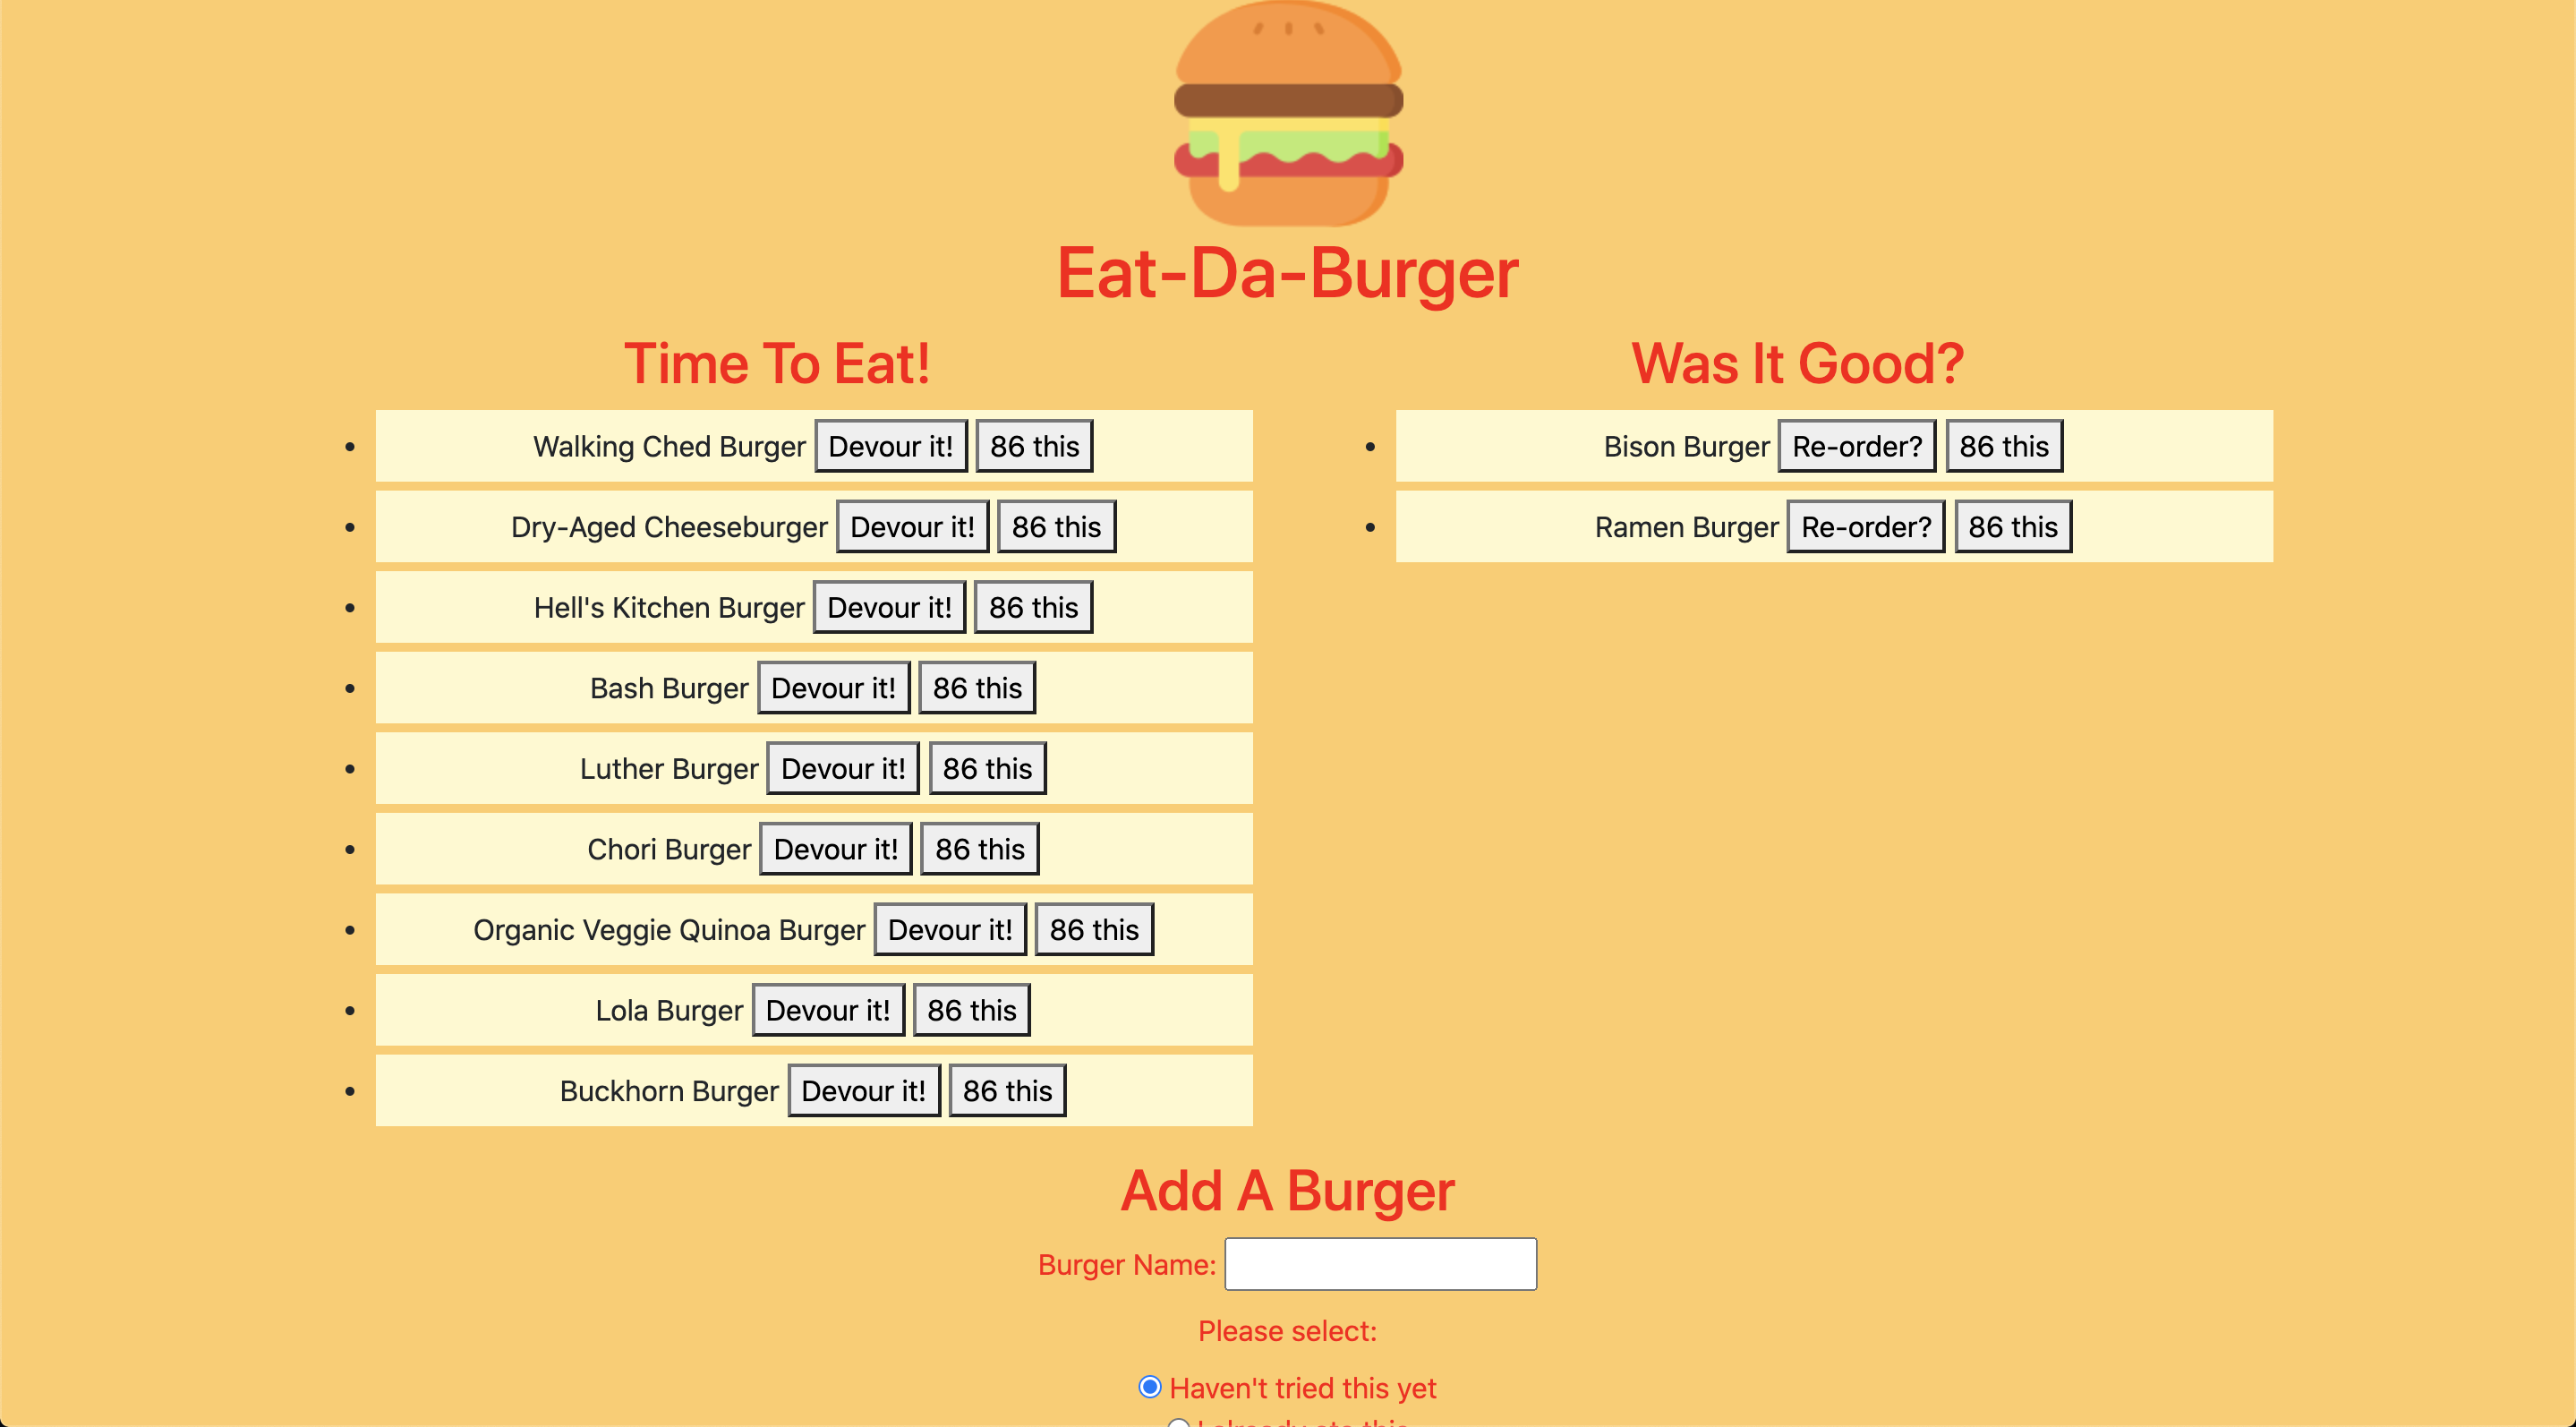 Eat-Da-Burger
Time To Eat!
Walking Ched Burger Devour it! 86 this
Dry-Aged Cheeseburger Devour it! 86 this
Hell's Kitchen Burger Devour it! 86 this
Bash Burger Devour it! 86 this
Luther Burger Devour it! 86 this
Chori Burger Devour it! 86 this
Organic Veggie Quinoa Burger Devour it! 86 this
Lola Burger Devour it! 86 this
Buckhorn Burger Devour it! 86 this
Was It Good?
Bison Burger Re-order? 86 this
Ramen Burger Re-order? 86 this
Add A Burger
Burger Name:
Please select:
Haven't tried this yet
I already ate this